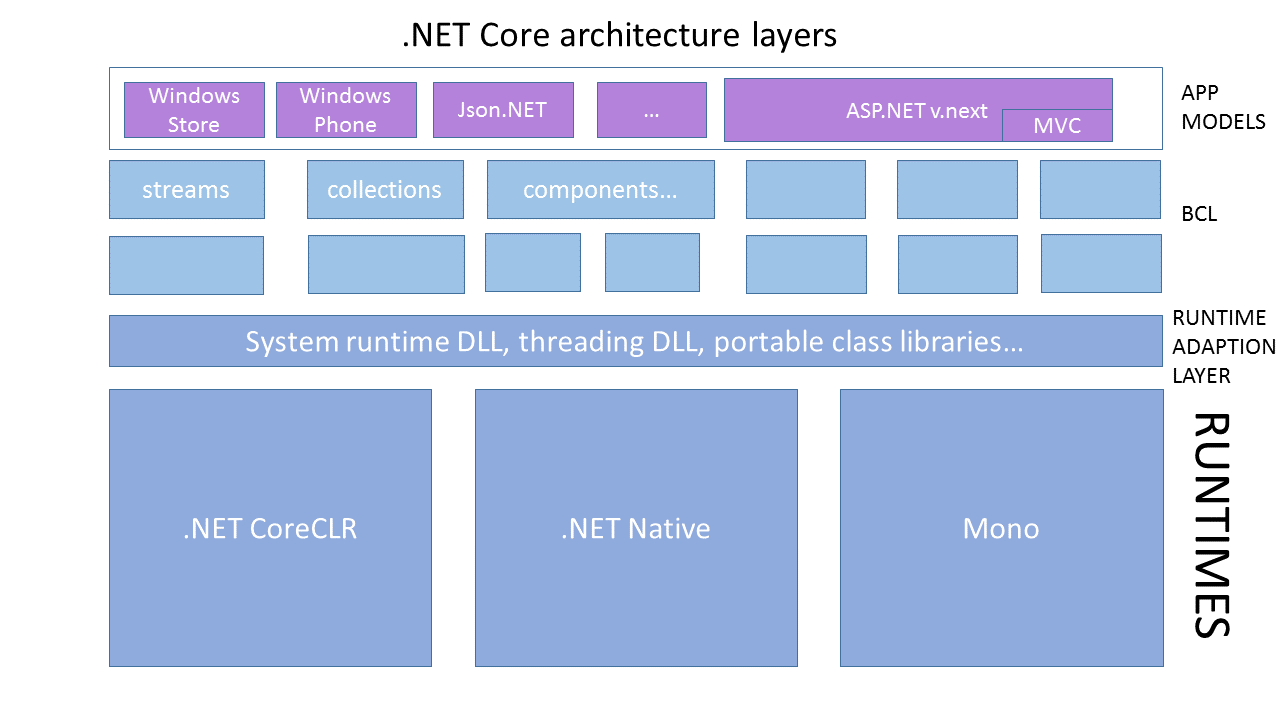 .NET Core architecture layers
Windows
Store
Windows
Phone
Json.NET
...
ASP.NET v.next
MVC
APP
MODELS
streams
collections
components...
BCL
System runtime DLL, threading DLL, portable class libraries...
RUNTIME
ADAPTION
LAYER
.NET CoreCLR
.NET Native
Mono
RUNTIMES